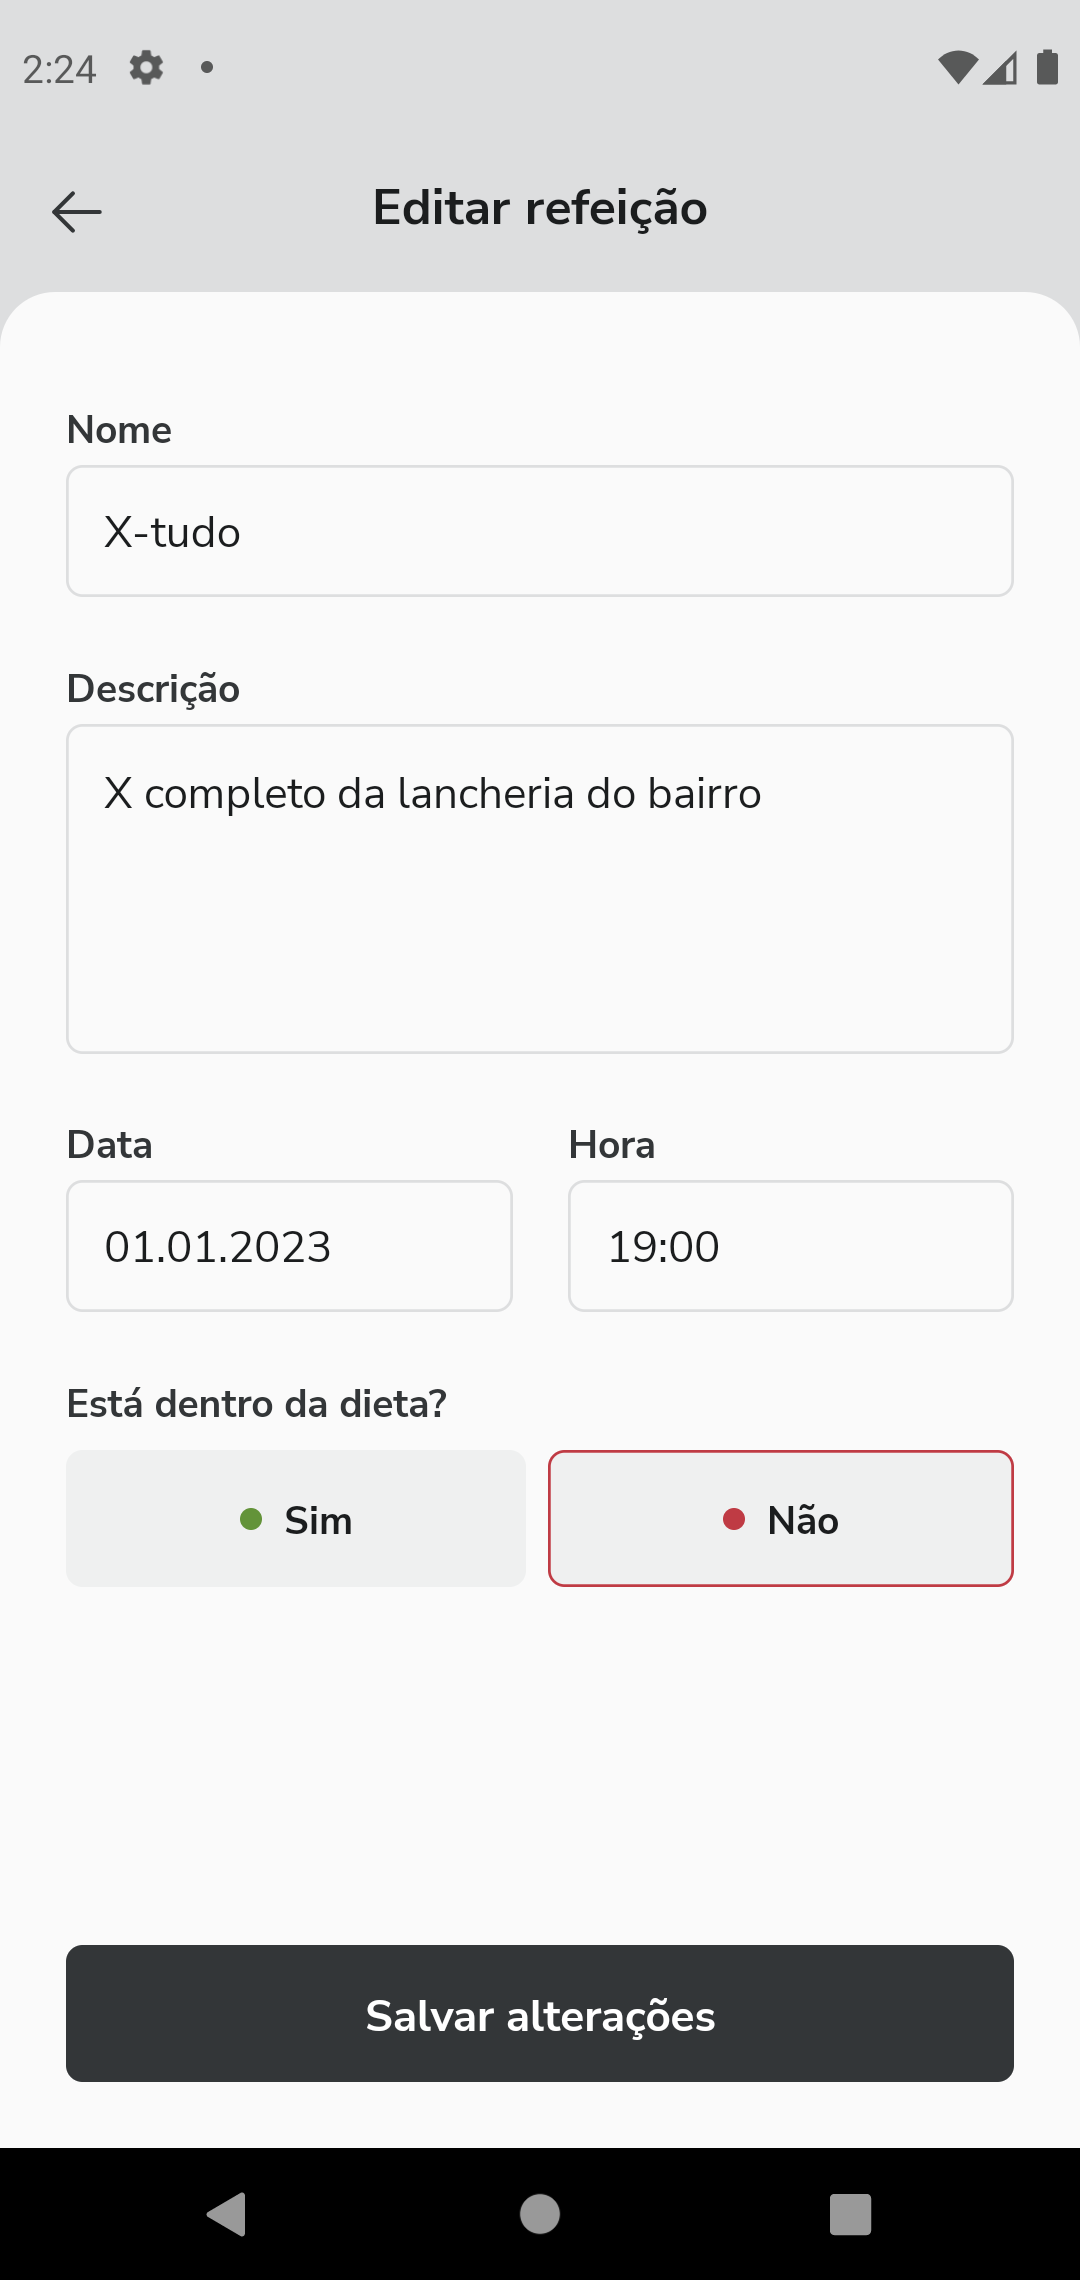 2:24
Editar refeição
Nome
X-tudo
Descrição
X completo da lancheria do bairro
Data
Hora
01.01.2023
19:00
Está dentro da dieta?
Sim
Não
Salvar alterações